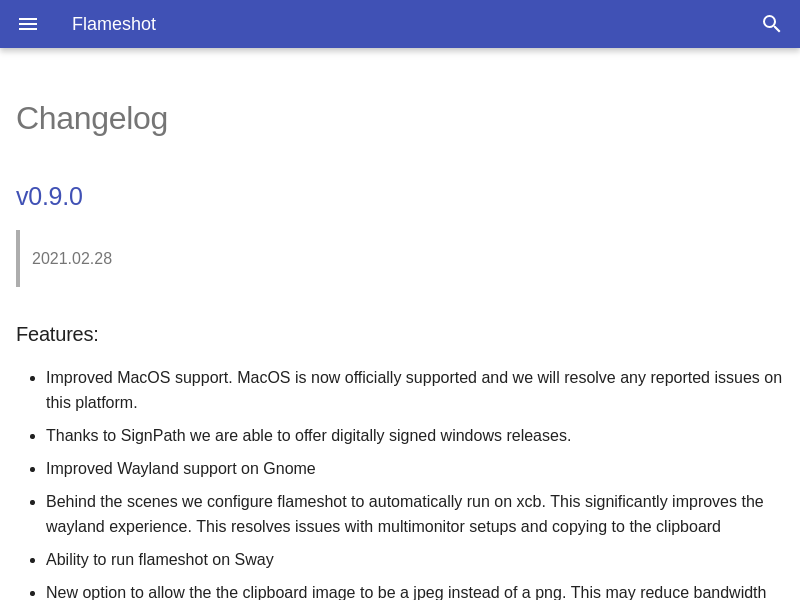 Flameshot
Changelog
v0.9.0
2021.02.28
Features:
Improved MacOS support. MacOS is now officially supported and we will resolve any reported issues on
this platform.
Thanks to SignPath we are able to offer digitally signed windows releases.
Improved Wayland support on Gnome
Behind the scenes we configure flameshot to automatically run on xcb. This significantly improves the
wayland experience. This resolves issues with multimonitor setups and copying to the clipboard
Ability to run flameshot on Sway
New option to allow the the clipboard image to be a jpeg instead of a png. This may reduce bandwidth